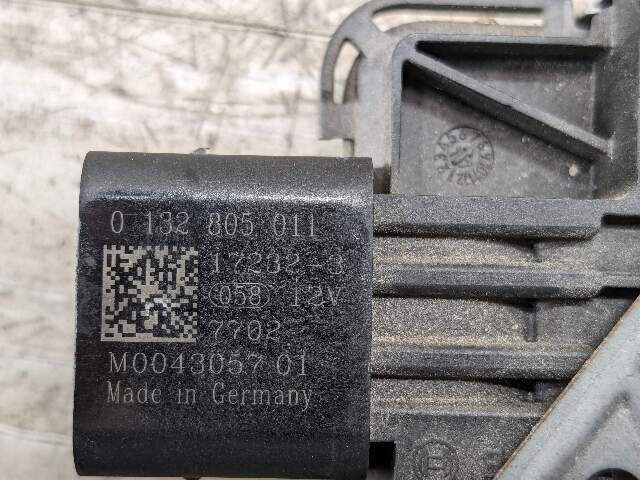 0 132 805 011
17232-3
058 12V
7702
M0043057 01
Made in Germany